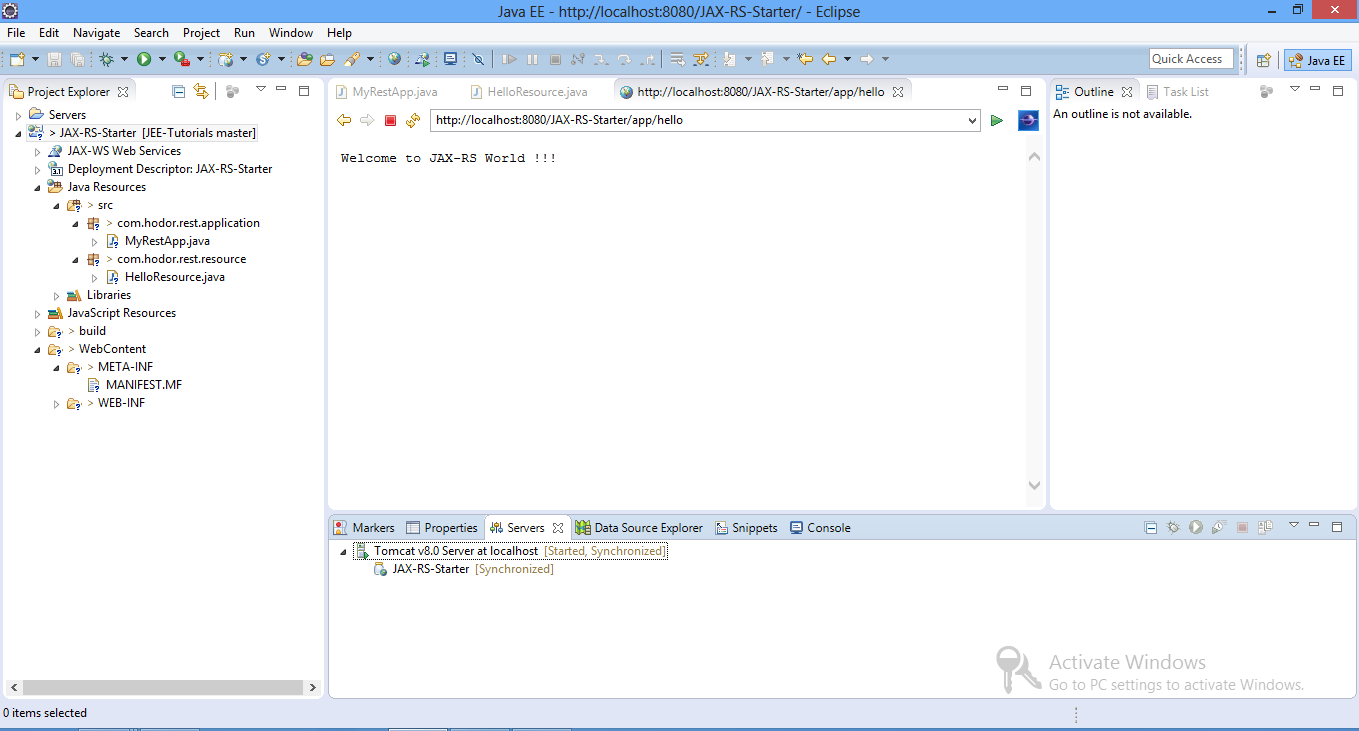 Java EE - http://localhost:8080/JAX-RS-Starter/ - Eclipse
File Edit Navigate Search Project Run Window Help
Quick Access
Java EE
Project Explorer
Servers
> JAX-RS-Starter [JEE-Tutorials master]
JAX-WS Web Services
Deployment Descriptor: JAX-RS-Starter
Java Resources
> src
> com.hodor.rest.application
MyRestApp.java
> com.hodor.rest.resource
HelloResource.java
Libraries
JavaScript Resources
> build
> WebContent
> META-INF
MANIFEST.MF
> WEB-INF
MyRestApp.java HelloResource.java http://localhost:8080/JAX-RS-Starter/app/hello
http://localhost:8080/JAX-RS-Starter/app/hello
Welcome to JAX-RS World !!!
Outline Task List
An outline is not available.
Markers Properties Servers Data Source Explorer Snippets Console
Tomcat v8.0 Server at localhost [Started, Synchronized]
JAX-RS-Starter [Synchronized]
Activate Windows
Go to PC settings to activate Windows.
0 items selected